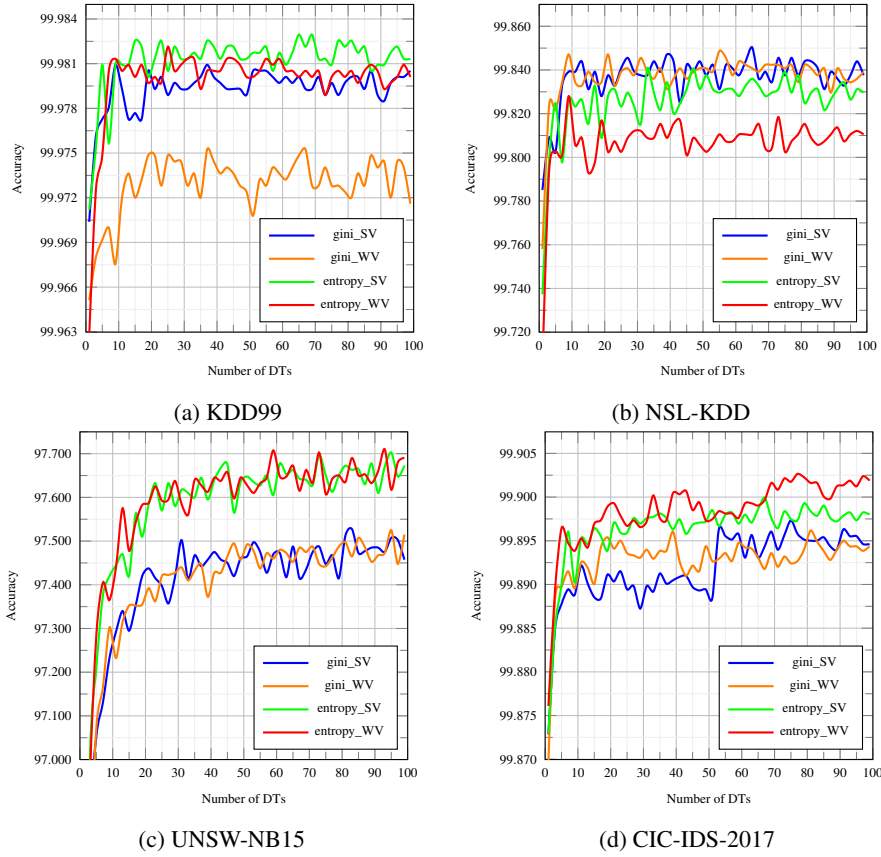 99.984
99.981
99.978
99.975
99.972
99.969
99.966
99.963
Accuracy
0 10 20 30 40 50 60 70 80 90 100
Number of DTs
gini_SV
gini_WV
entropy_SV
entropy_WV
(a) KDD99
99.860
99.840
99.820
99.800
99.780
99.760
99.740
99.720
Accuracy
0 10 20 30 40 50 60 70 80 90 100
Number of DTs
gini_SV
gini_WV
entropy_SV
entropy_WV
(b) NSL-KDD
97.700
97.600
97.500
97.400
97.300
97.200
97.100
97.000
Accuracy
0 10 20 30 40 50 60 70 80 90 100
Number of DTs
gini_SV
gini_WV
entropy_SV
entropy_WV
(c) UNSW-NB15
99.905
99.900
99.895
99.890
99.885
99.880
99.875
99.870
Accuracy
0 10 20 30 40 50 60 70 80 90 100
Number of DTs
gini_SV
gini_WV
entropy_SV
entropy_WV
(d) CIC-IDS-2017